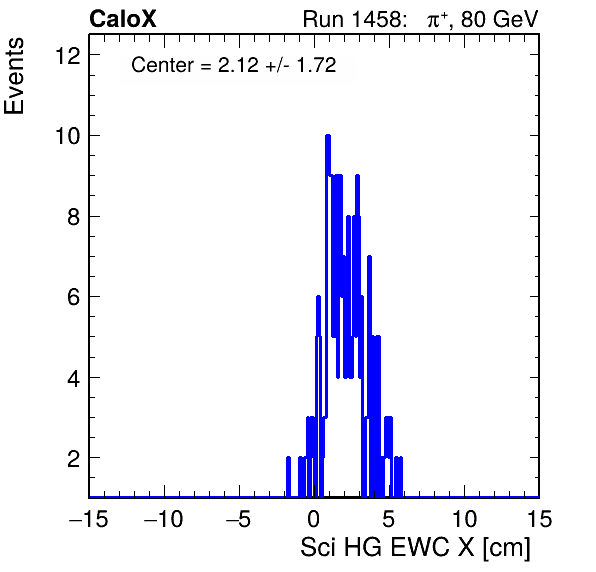 CaloX Run 1458: π⁺, 80 GeV
Center = 2.12 +/- 1.72
Events
12
10
8
6
4
2
−15 −10 −5 0 5 10 15
Sci HG EWC X [cm]